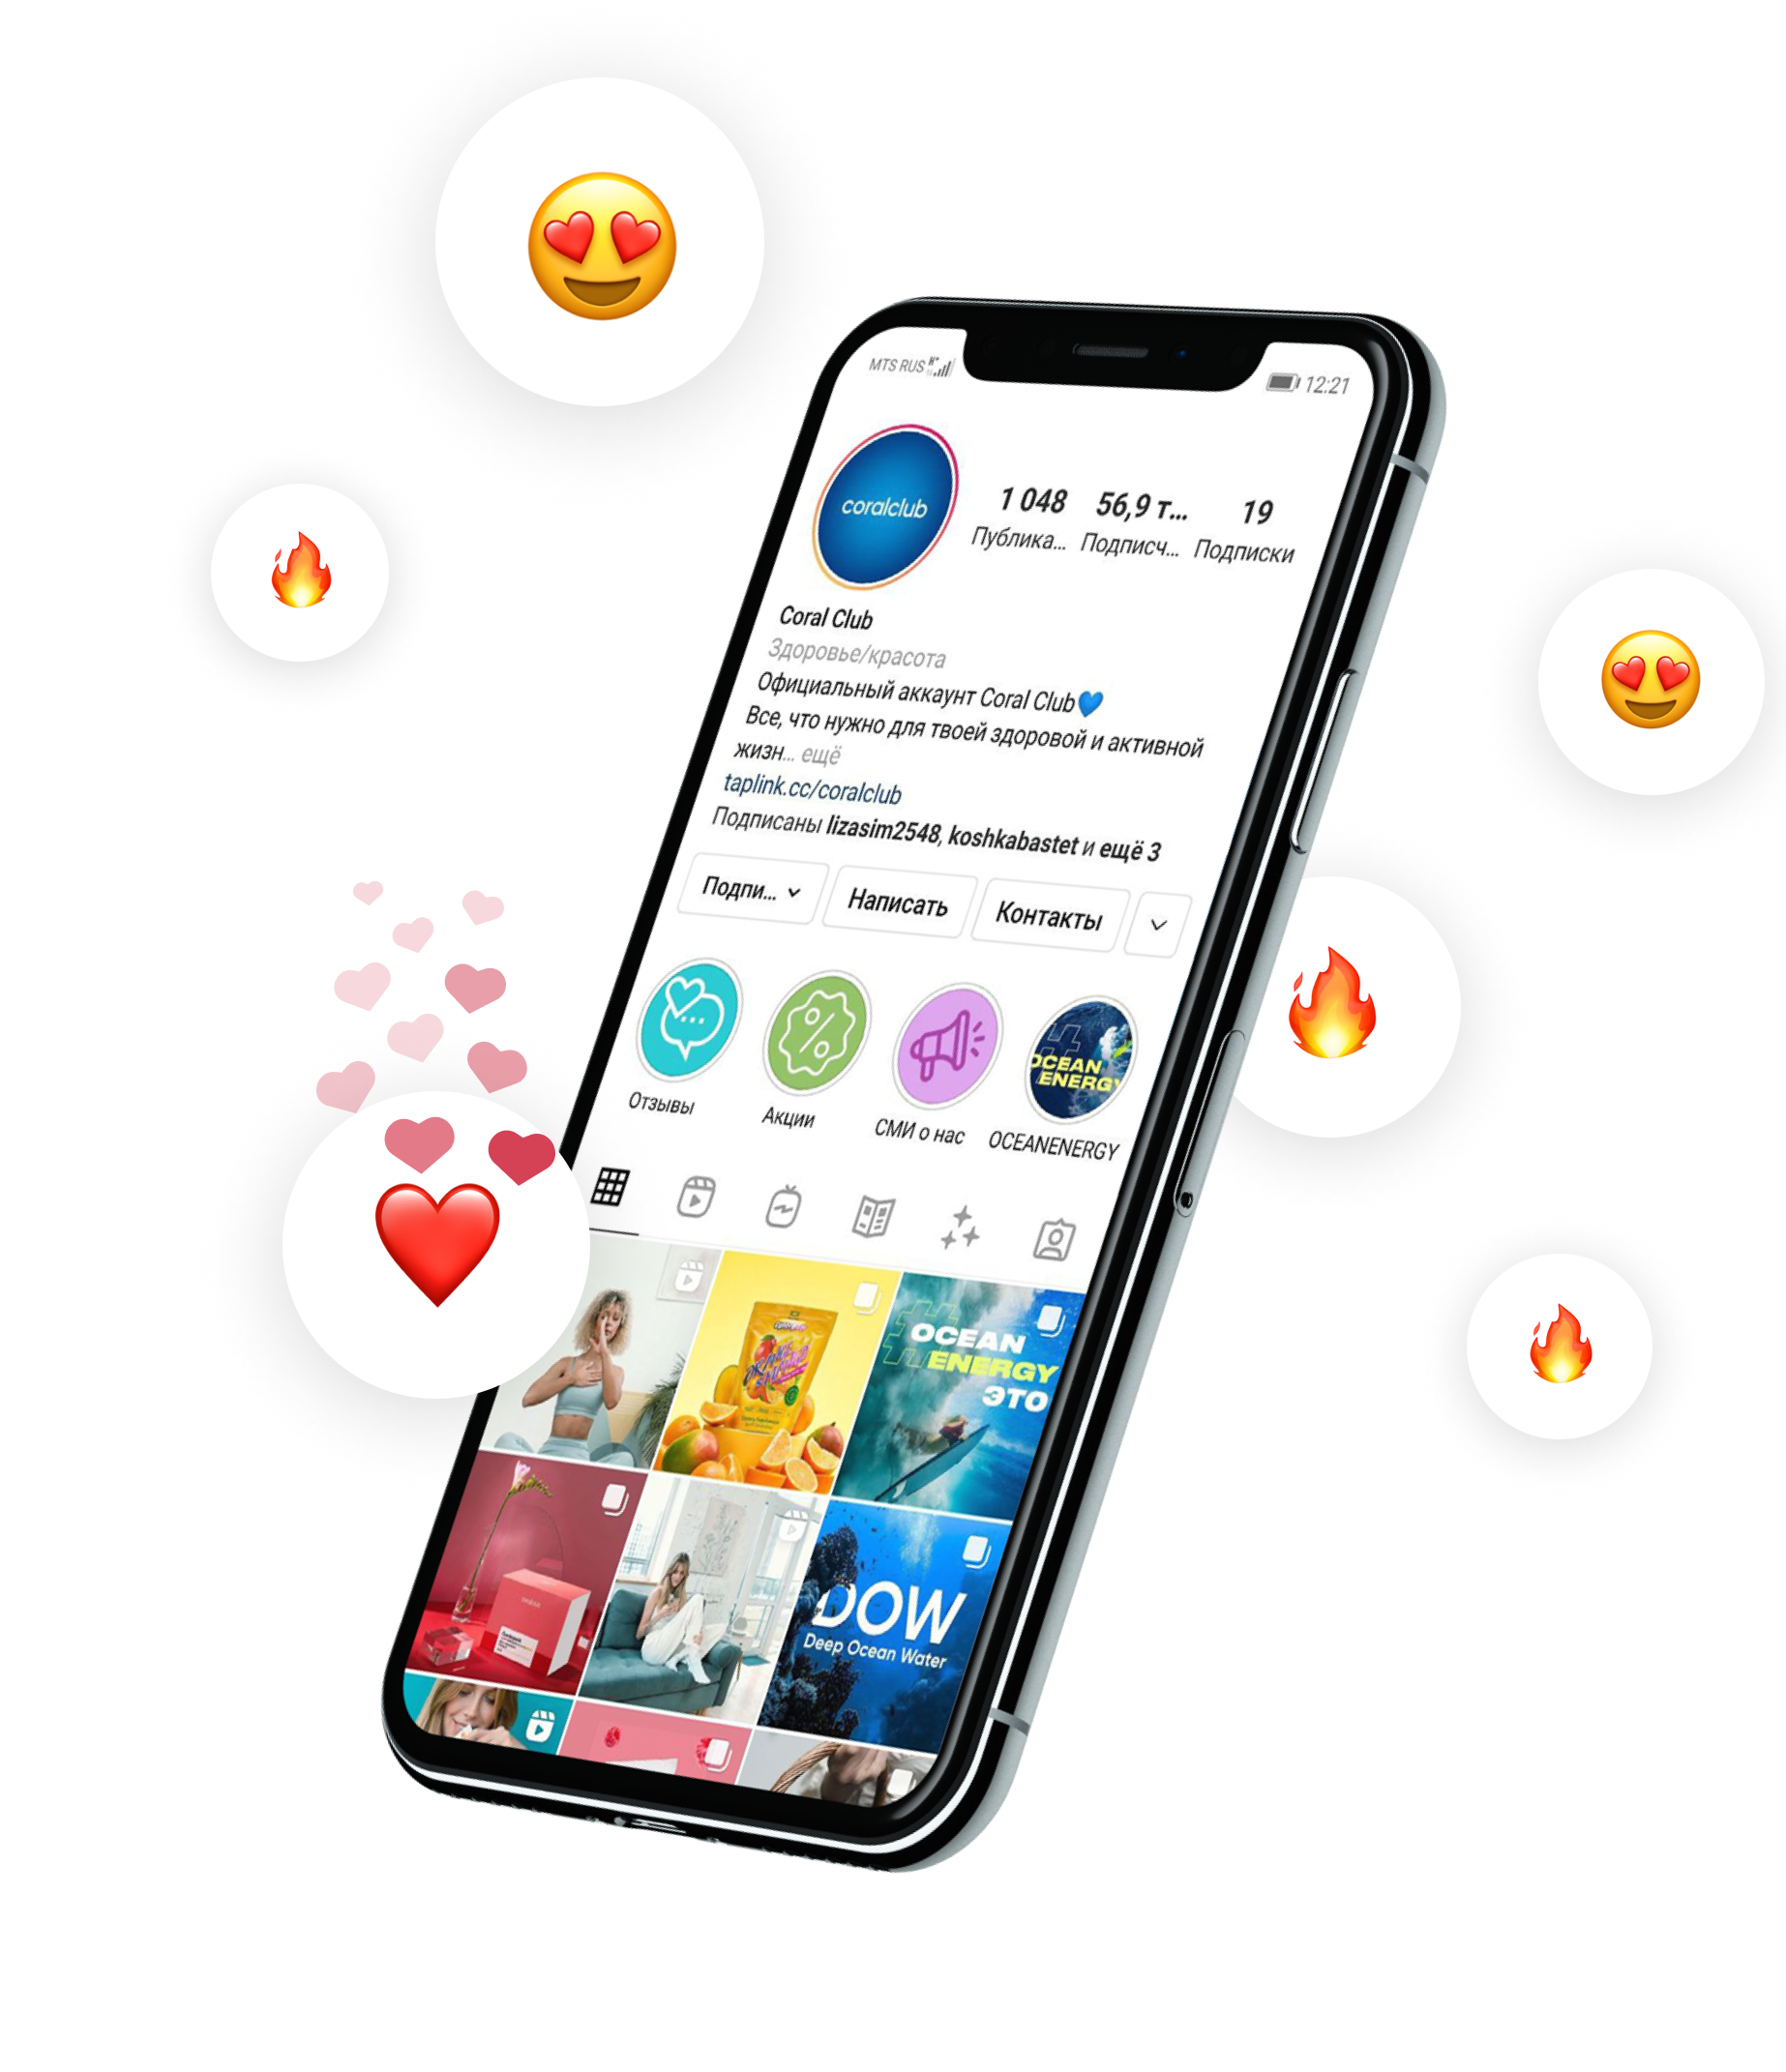 MTS RUS H+
12:21
coralclub
1 048 56,9 т... 19
Публика... Подписч... Подписки
Coral Club
Здоровье/красота
Официальный аккаунт Coral Club💙
Все, что нужно для твоей здоровой и активной
жизн... ещё
taplink.cc/coralclub
Подписаны lizasim2548, koshkabastet и ещё 3
Подпи... Написать Контакты
#
OCEAN
ENERGY
Отзывы Акции СМИ о нас OCEANENERGY
#OCEAN
ENERGY
ЭТО
DOW
Deep Ocean Water